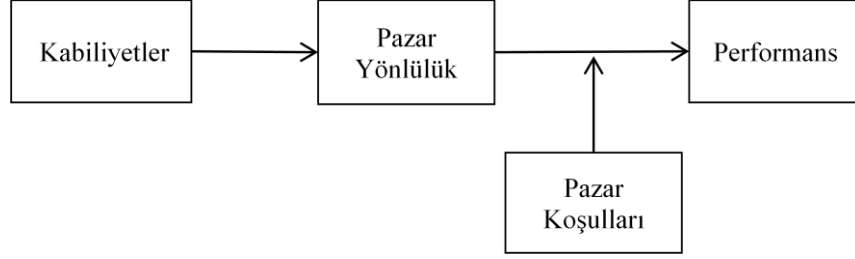 Kabiliyetler
Pazar
Yönlülük
Performans
Pazar
Koşulları